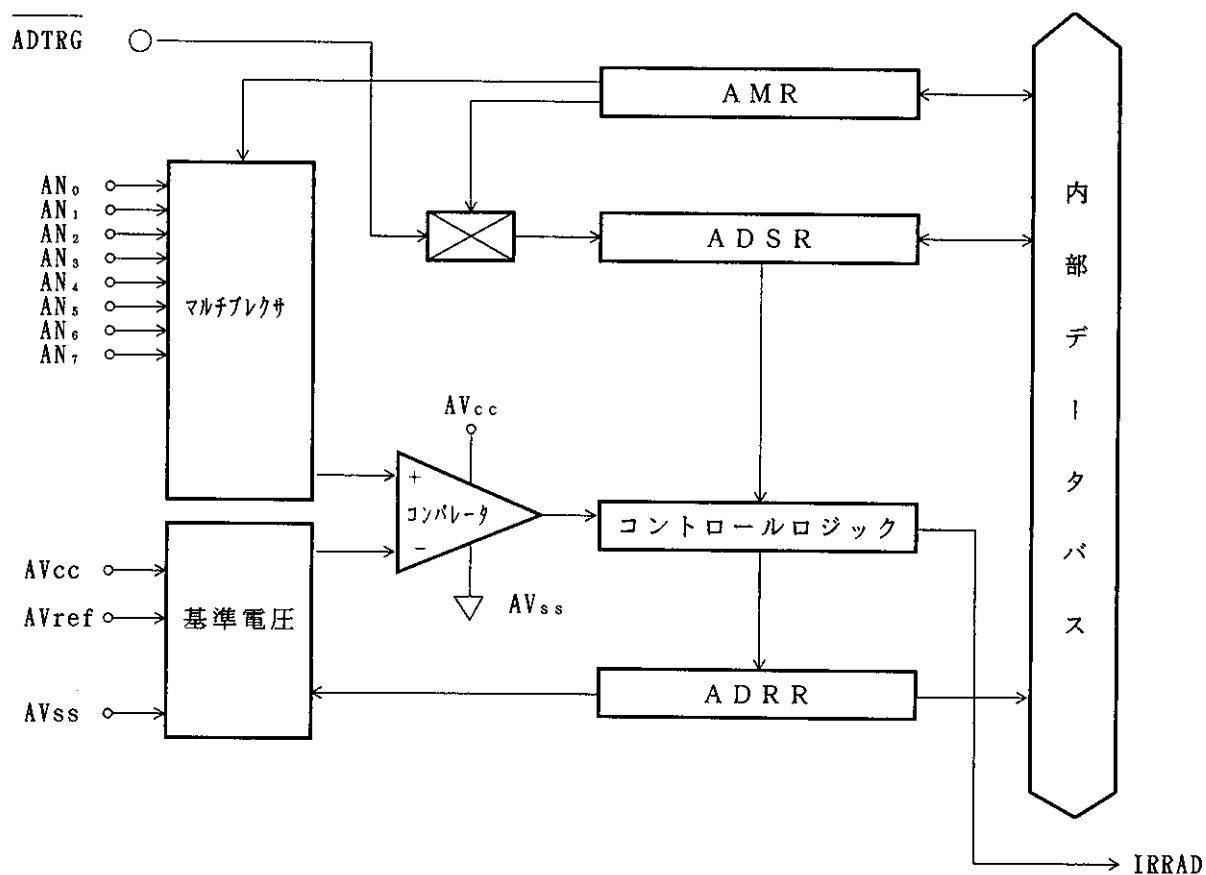 ADTRG
AMR
AN₀
AN₁
AN₂
AN₃
AN₄
AN₅
AN₆
AN₇
マルチプレクサ
ADSR
内部データバス
AVcc
+
コンパレータ
-
コントロールロジック
AVss
AVcc
AVref
AVss
基準電圧
ADRR
IRRAD